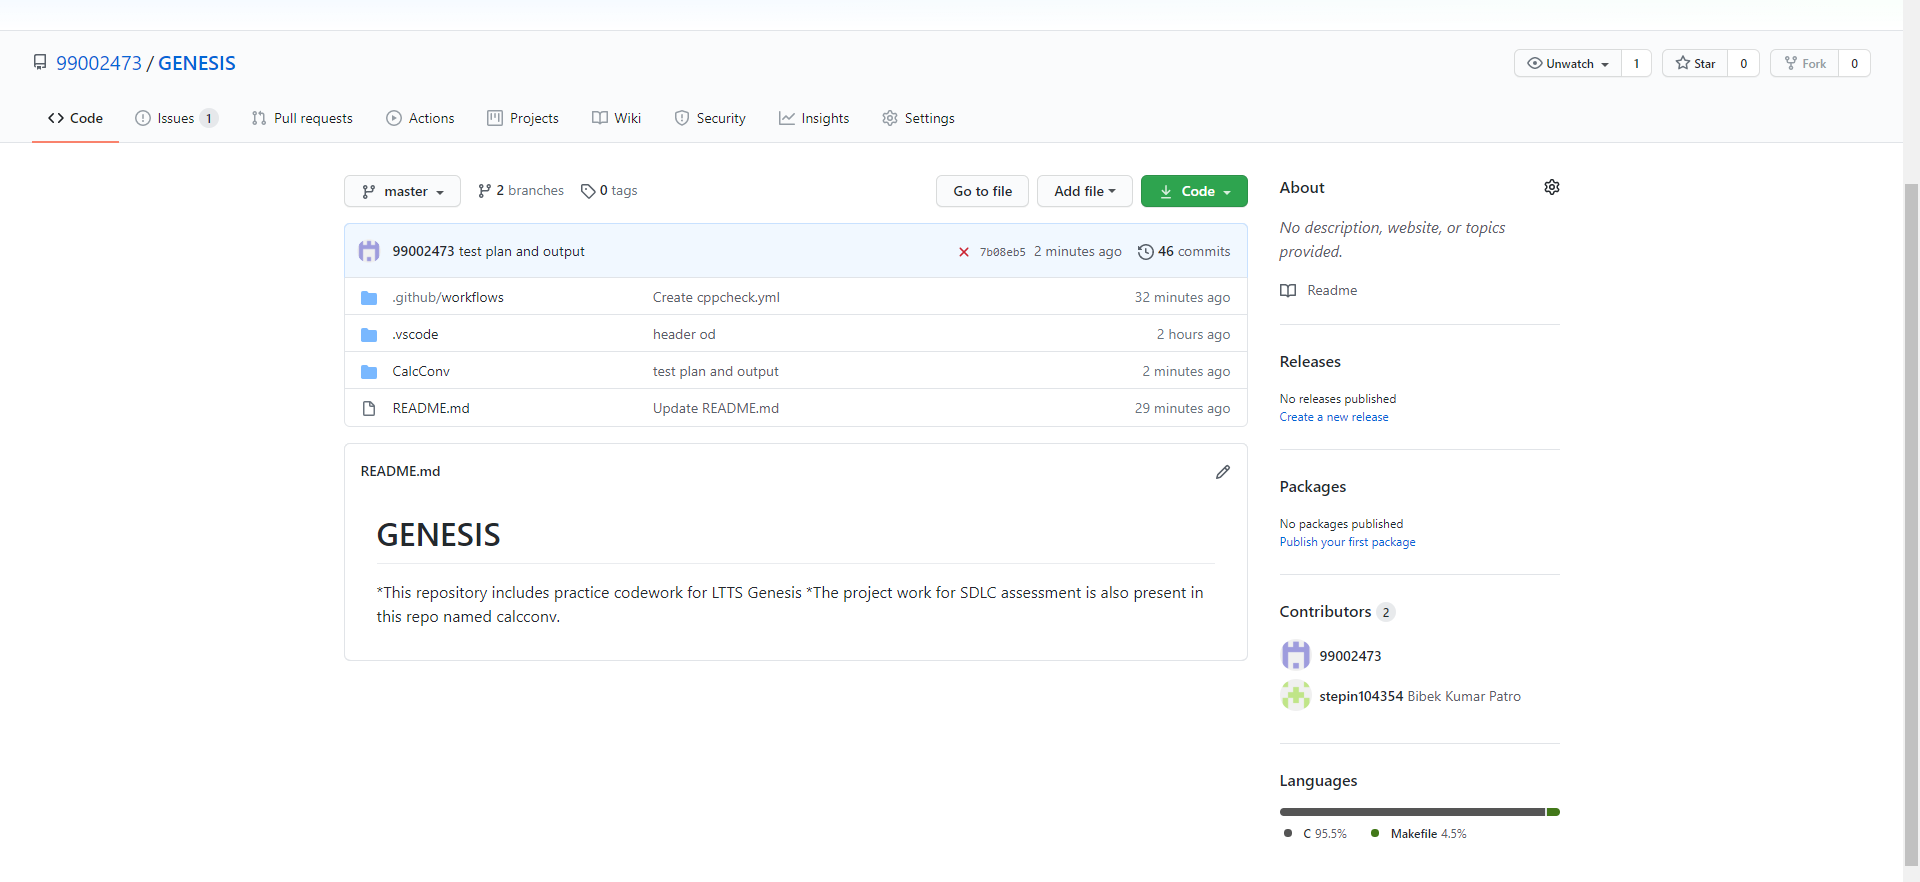 99002473 / GENESIS
Unwatch 1 Star 0 Fork 0
Code Issues 1 Pull requests Actions Projects Wiki Security Insights Settings
master 2 branches 0 tags Go to file Add file Code
99002473 test plan and output 7b08eb5 2 minutes ago 46 commits
.github/workflows Create cppcheck.yml 32 minutes ago
.vscode header od 2 hours ago
CalcConv test plan and output 2 minutes ago
README.md Update README.md 29 minutes ago
README.md
GENESIS
*This repository includes practice codework for LTTS Genesis *The project work for SDLC assessment is also present in
this repo named calcconv.
About
No description, website, or topics
provided.
Readme
Releases
No releases published
Create a new release
Packages
No packages published
Publish your first package
Contributors 2
99002473
stepin104354 Bibek Kumar Patro
Languages
C 95.5% Makefile 4.5%